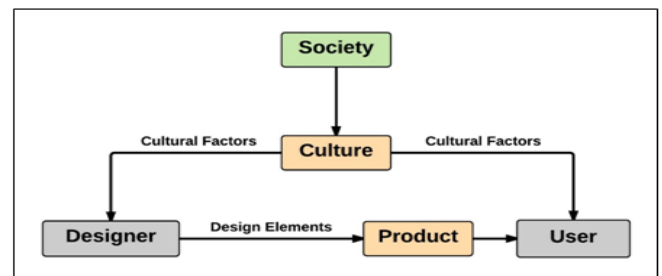 Society
Cultural Factors
Cultural Factors
Culture
Design Elements
Designer
Product
User